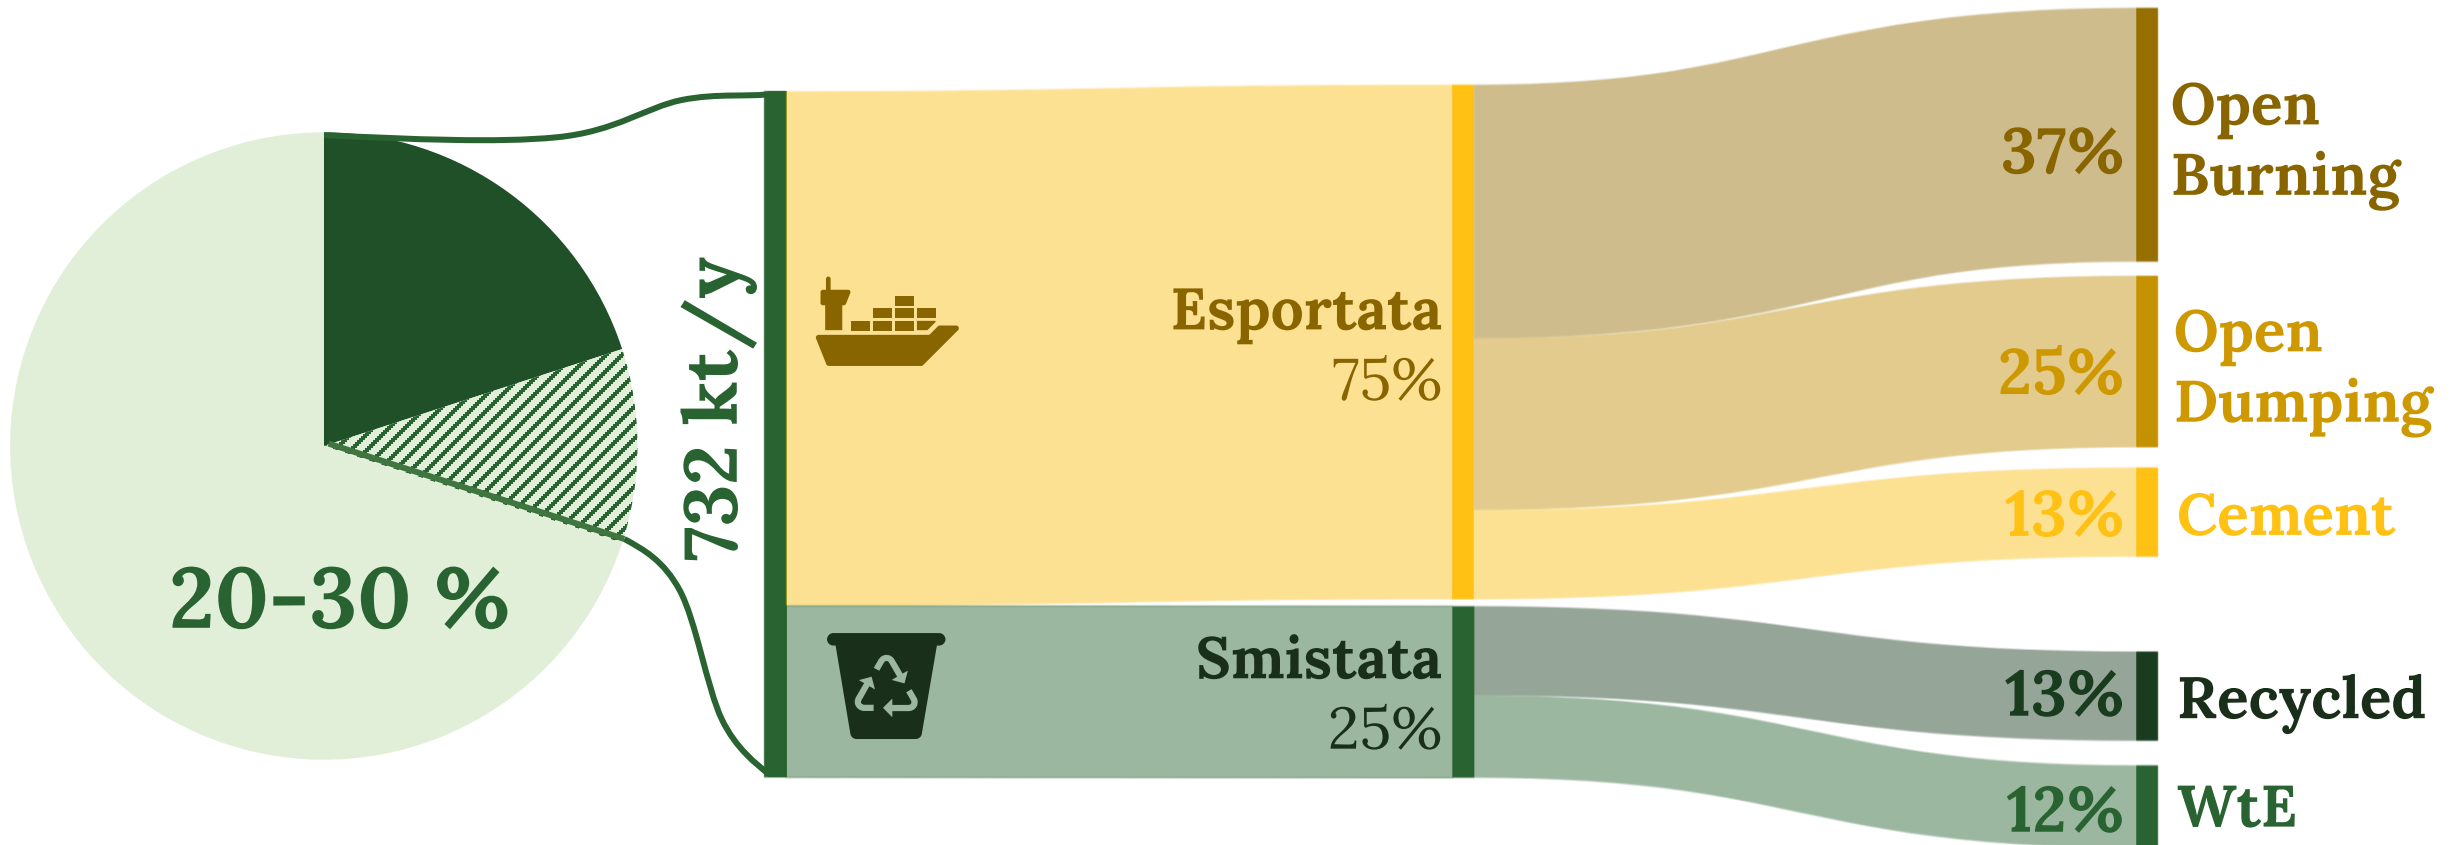 20-30 %
732 kt/y
Esportata
75%
Smistata
25%
37%
Open
Burning
25%
Open
Dumping
13%
Cement
13%
Recycled
12%
WtE